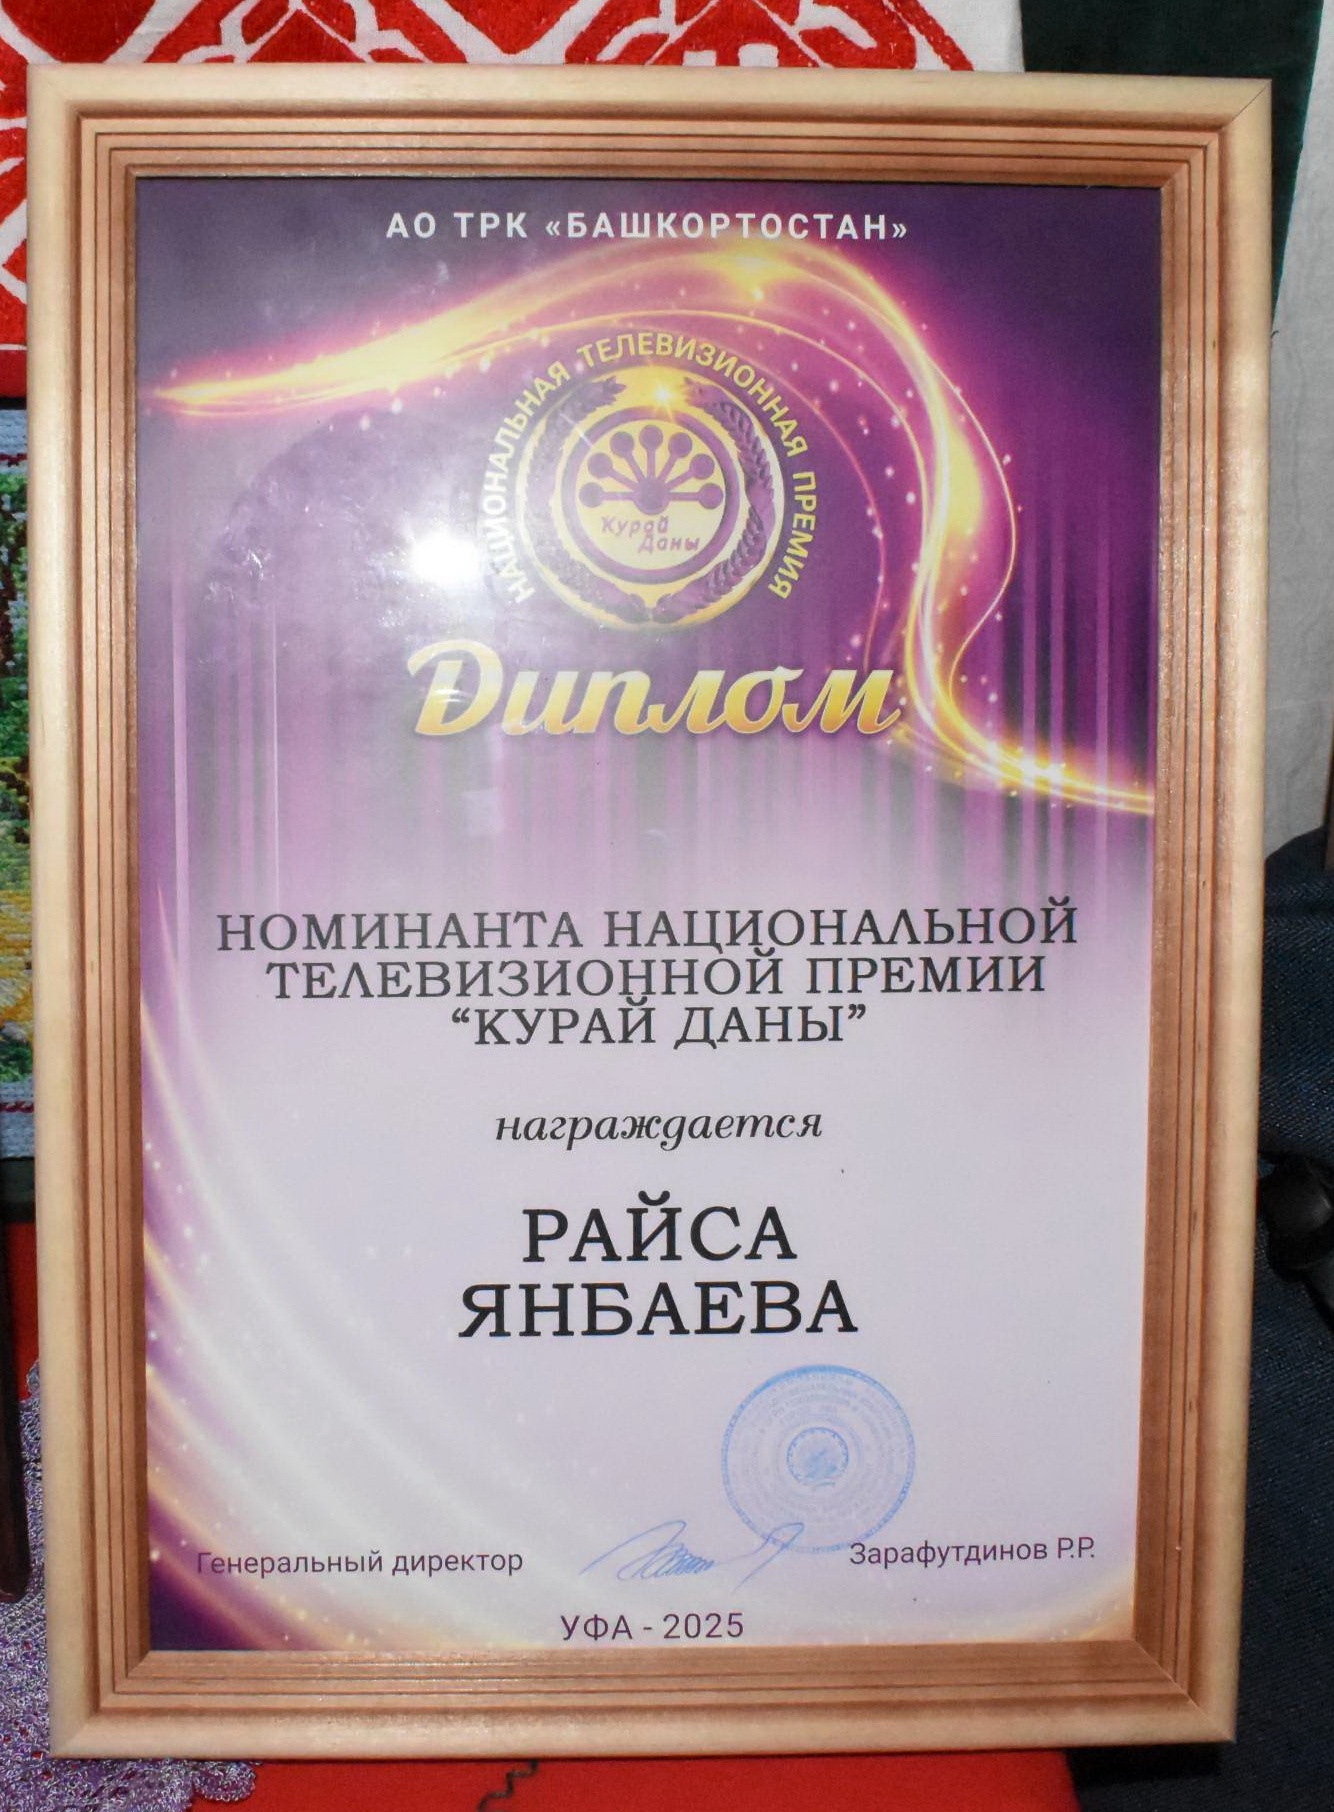 АО ТРК «БАШКОРТОСТАН»
НАЦИОНАЛЬНАЯ ТЕЛЕВИЗИОННАЯ ПРЕМИЯ
Курай
Даны
Диплом
НОМИНАНТА НАЦИОНАЛЬНОЙ
ТЕЛЕВИЗИОННОЙ ПРЕМИИ
“КУРАЙ ДАНЫ”
награждается
РАЙСА
ЯНБАЕВА
Генеральный директор
Зарафутдинов Р.Р.
УФА - 2025